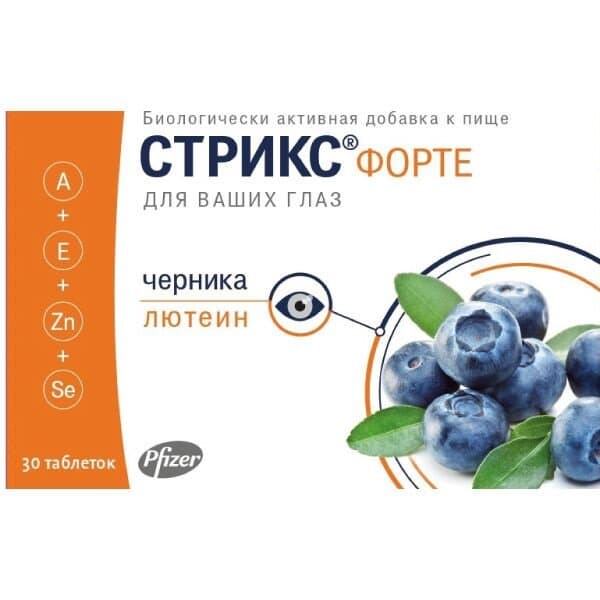 Биологически активная добавка к пище
СТРИКС® ФОРТЕ
ДЛЯ ВАШИХ ГЛАЗ
черника
лютеин
A
+
E
+
Zn
+
Se
30 таблеток
Pfizer